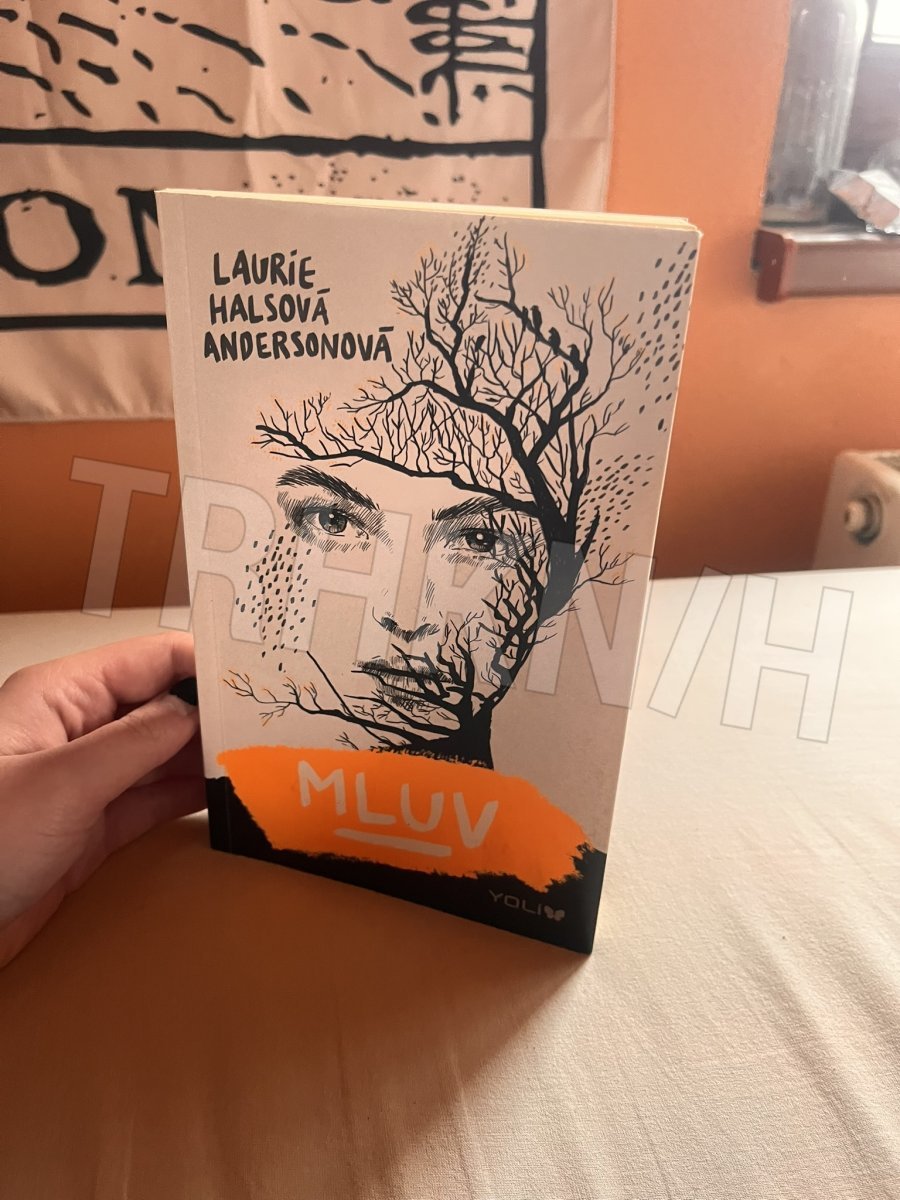 LAURIE
HALSOVÁ
ANDERSONOVÁ
MLUV
YOLI